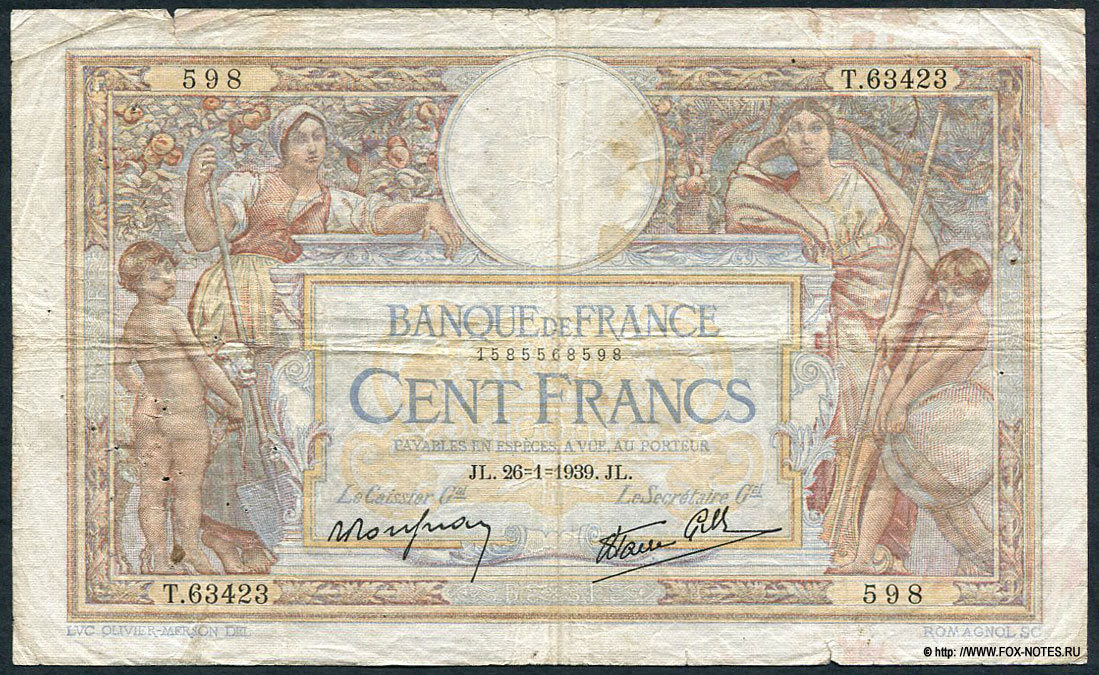 598 T.63423
BANQUE DE FRANCE
1585568598
CENT FRANCS
PAYABLES EN ESPÈCES, A VUE, AU PORTEUR
JL. 26=1=1939. JL.
Le Caissier Gal Le Secrétaire Gal
T.63423 598
LVC OLIVIER-MERSON DEL ROMAGNOL SC
© http: //WWW.FOX-NOTES.RU